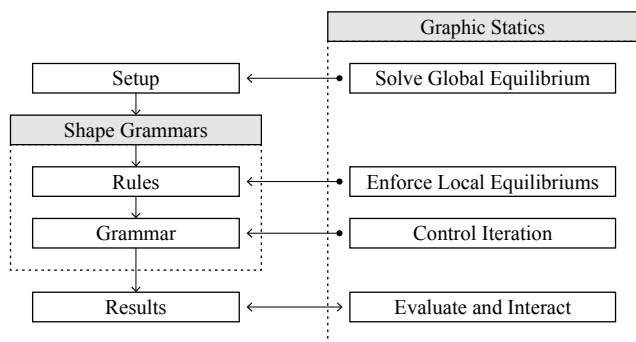 Graphic Statics
Setup
Solve Global Equilibrium
Shape Grammars
Rules
Enforce Local Equilibriums
Grammar
Control Iteration
Results
Evaluate and Interact